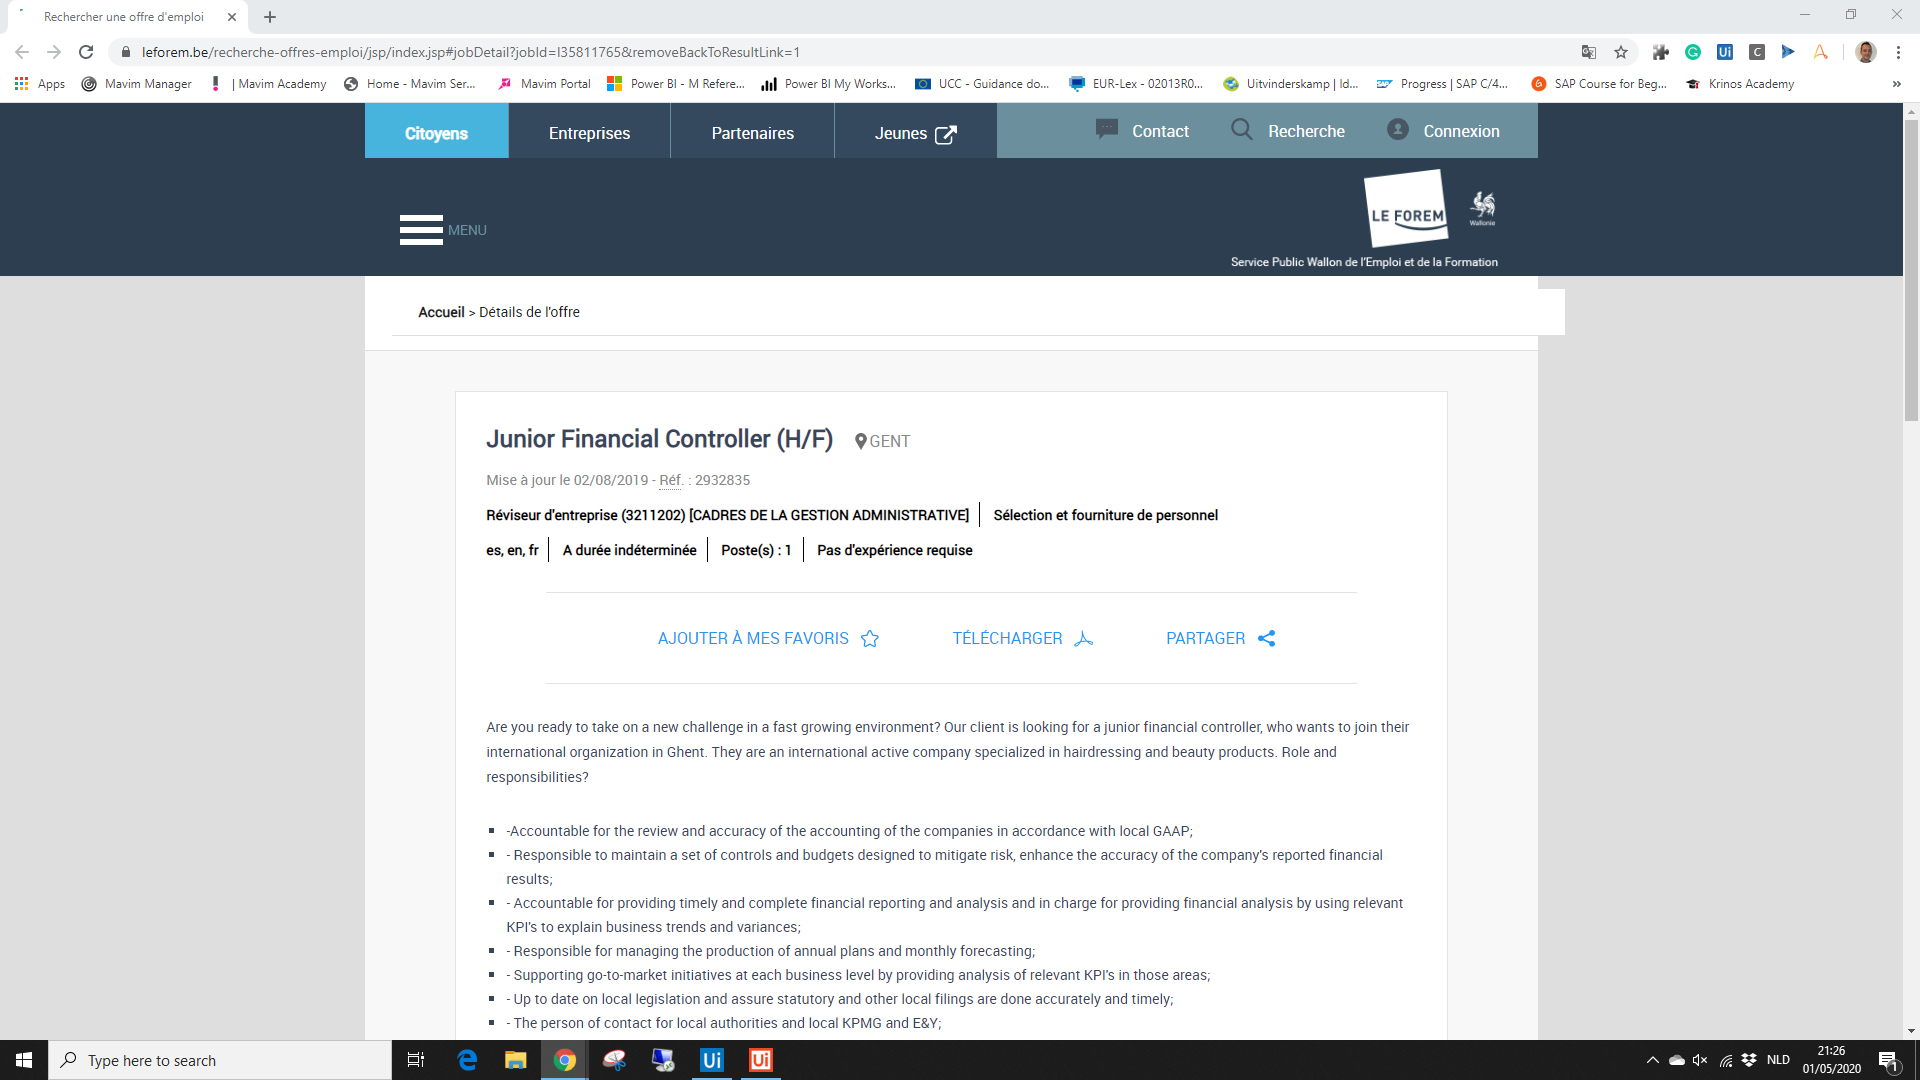 Rechercher une offre d'emploi
leforem.be/recherche-offres-emploi/jsp/index.jsp#jobDetail?jobId=I35811765&removeBackToResultLink=1
Apps Mavim Manager | Mavim Academy Home - Mavim Ser... Mavim Portal Power BI - M Refere... Power BI My Works... UCC - Guidance do... EUR-Lex - 02013R0... Uitvinderskamp | Id... Progress | SAP C/4... SAP Course for Beg... Krinos Academy »
Citoyens Entreprises Partenaires Jeunes Contact Recherche Connexion
MENU
LE FOREM
Wallonie
Service Public Wallon de l'Emploi et de la Formation
Accueil > Détails de l'offre
Junior Financial Controller (H/F) GENT
Mise à jour le 02/08/2019 - Réf. : 2932835
Réviseur d'entreprise (3211202) [CADRES DE LA GESTION ADMINISTRATIVE] Sélection et fourniture de personnel
es, en, fr A durée indéterminée Poste(s) : 1 Pas d'expérience requise
AJOUTER À MES FAVORIS TÉLÉCHARGER PARTAGER
Are you ready to take on a new challenge in a fast growing environment? Our client is looking for a junior financial controller, who wants to join their
international organization in Ghent. They are an international active company specialized in hairdressing and beauty products. Role and
responsibilities?
-Accountable for the review and accuracy of the accounting of the companies in accordance with local GAAP;
- Responsible to maintain a set of controls and budgets designed to mitigate risk, enhance the accuracy of the company's reported financial
results;
- Accountable for providing timely and complete financial reporting and analysis and in charge for providing financial analysis by using relevant
KPI's to explain business trends and variances;
- Responsible for managing the production of annual plans and monthly forecasting;
- Supporting go-to-market initiatives at each business level by providing analysis of relevant KPI's in those areas;
- Up to date on local legislation and assure statutory and other local filings are done accurately and timely;
- The person of contact for local authorities and local KPMG and E&Y;
Type here to search
Ui Ui
NLD
21:26
01/05/2020
1